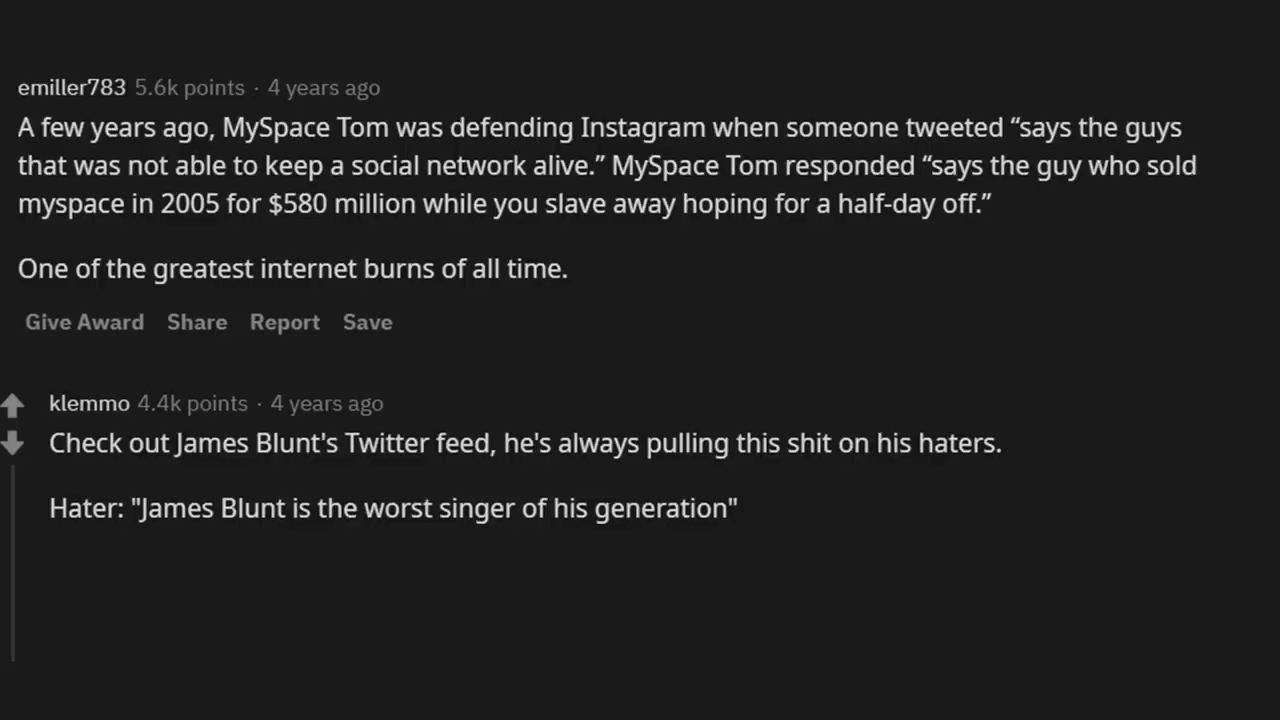 emiller783 5.6k points · 4 years ago
A few years ago, MySpace Tom was defending Instagram when someone tweeted “says the guys
that was not able to keep a social network alive.” MySpace Tom responded “says the guy who sold
myspace in 2005 for $580 million while you slave away hoping for a half-day off.”
One of the greatest internet burns of all time.
Give Award Share Report Save
klemmo 4.4k points · 4 years ago
Check out James Blunt's Twitter feed, he's always pulling this shit on his haters.
Hater: "James Blunt is the worst singer of his generation"